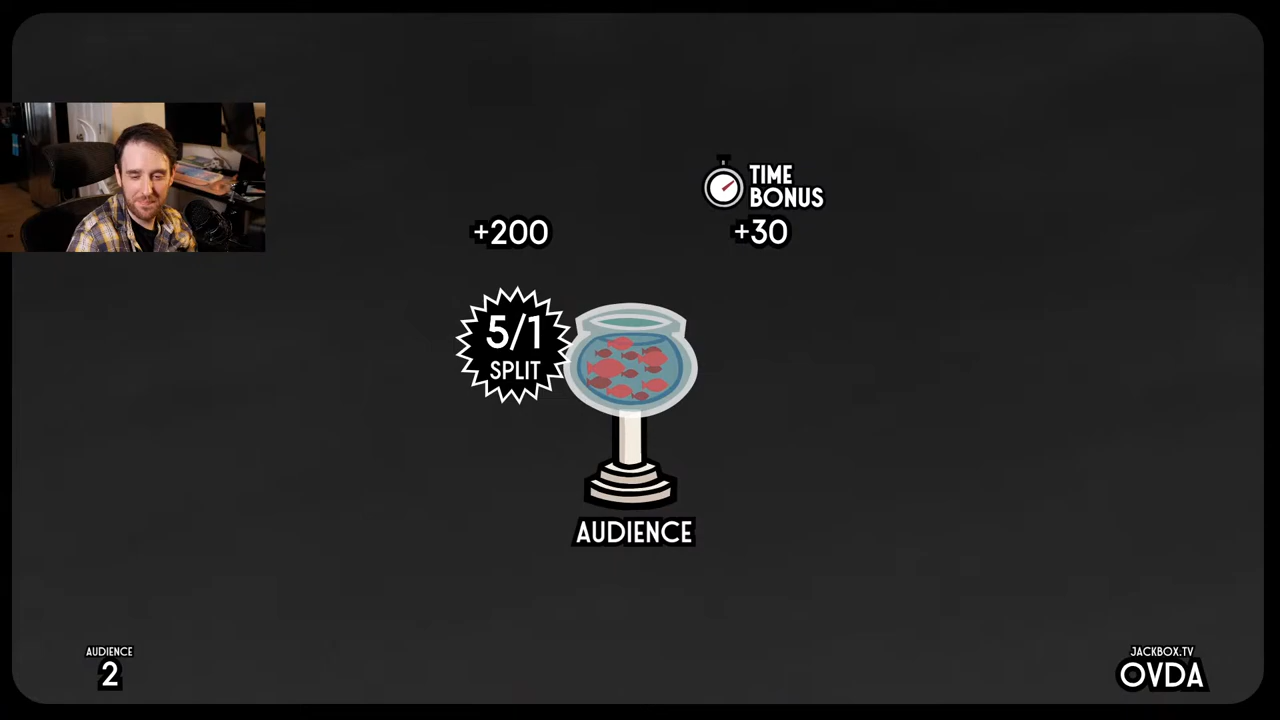 TIME
BONUS
+200
+30
5/1
SPLIT
AUDIENCE
AUDIENCE
2
JACKBOX.TV
OVDA